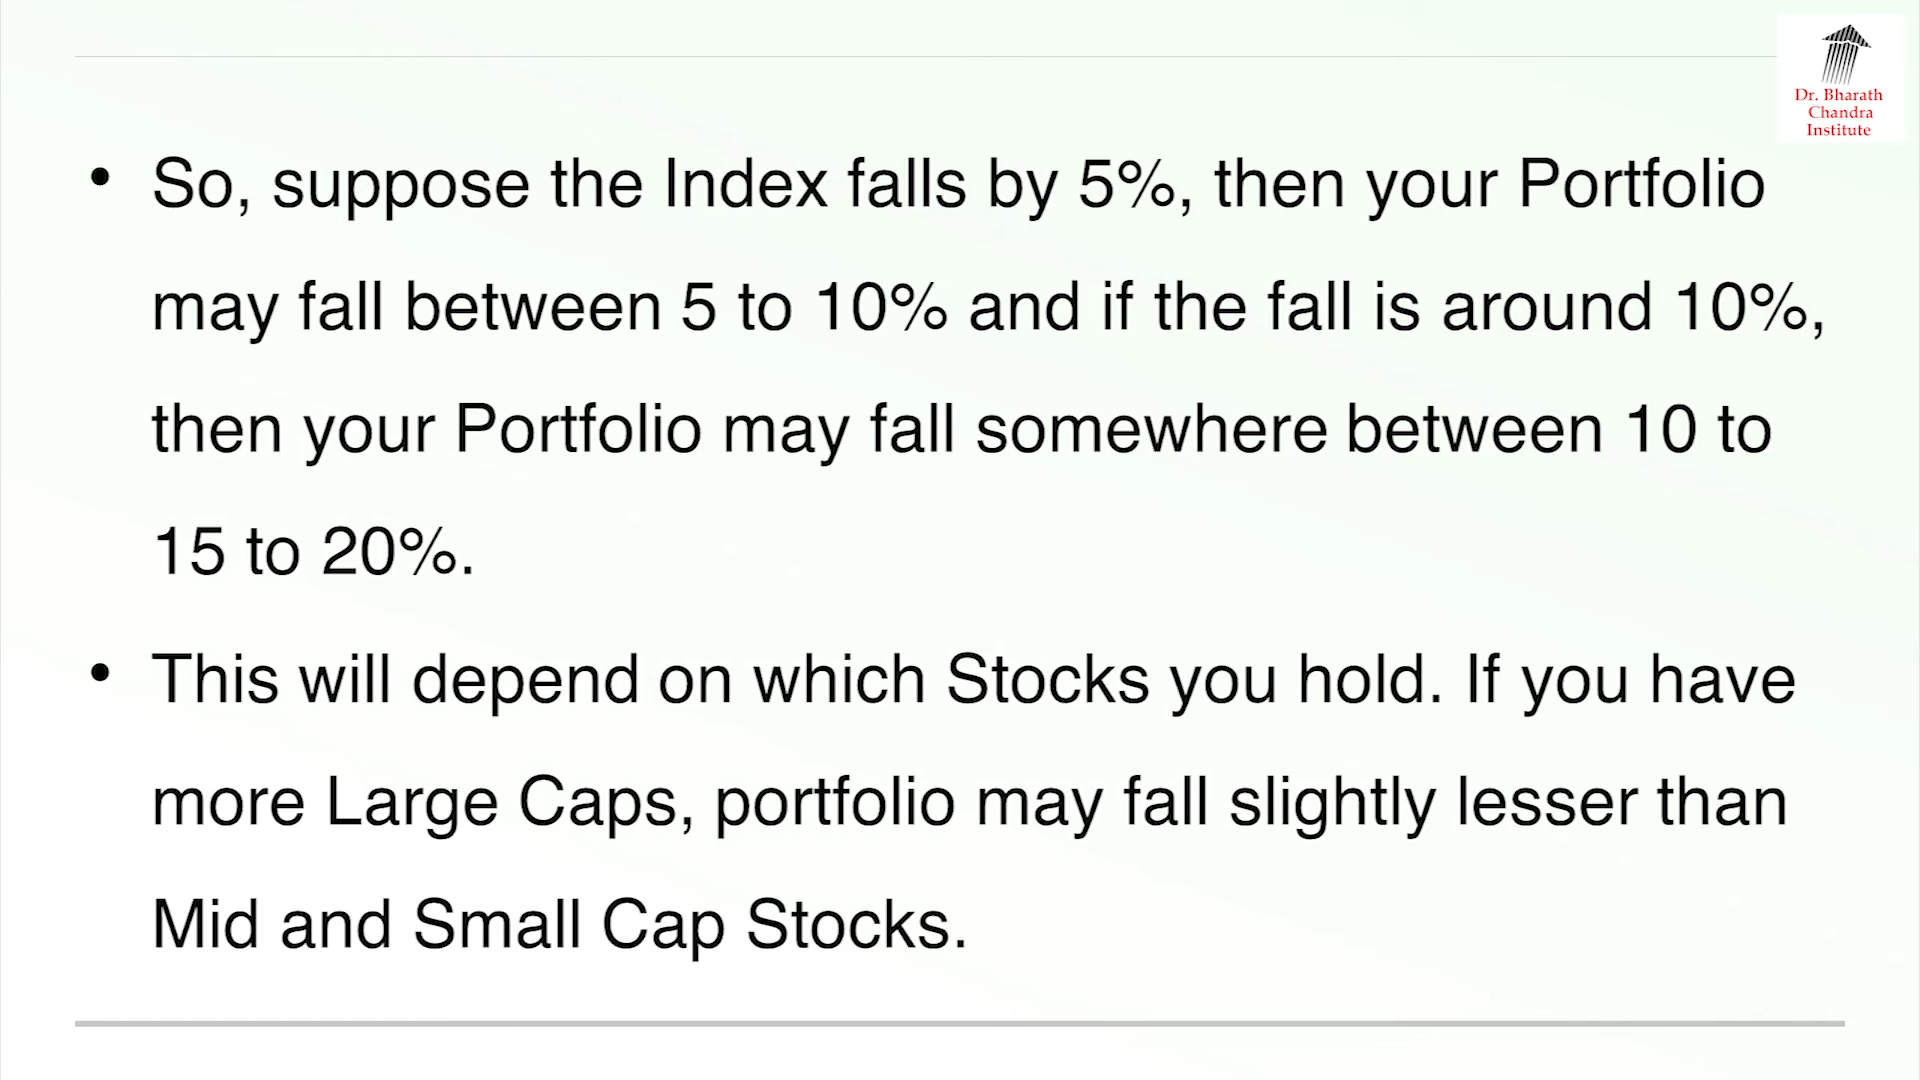 Dr. Bharath
Chandra
Institute
• So, suppose the Index falls by 5%, then your Portfolio
may fall between 5 to 10% and if the fall is around 10%,
then your Portfolio may fall somewhere between 10 to
15 to 20%.
• This will depend on which Stocks you hold. If you have
more Large Caps, portfolio may fall slightly lesser than
Mid and Small Cap Stocks.